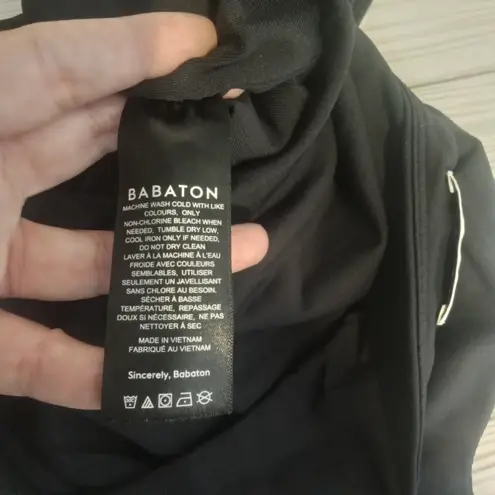 BABATON
MACHINE WASH COLD WITH LIKE
COLOURS, ONLY
NON-CHLORINE BLEACH WHEN
NEEDED, TUMBLE DRY LOW,
COOL IRON ONLY IF NEEDED,
DO NOT DRY CLEAN
LAVER À LA MACHINE À L'EAU
FROIDE AVEC COULEURS
SEMBLABLES, UTILISER
SEULEMENT UN JAVELLISANT
SANS CHLORE AU BESOIN.
SÉCHER À BASSE
TEMPÉRATURE, REPASSAGE
DOUX SI NÉCESSAIRE, NE PAS
NETTOYER À SEC
MADE IN VIETNAM
FABRIQUÉ AU VIETNAM
Sincerely, Babaton